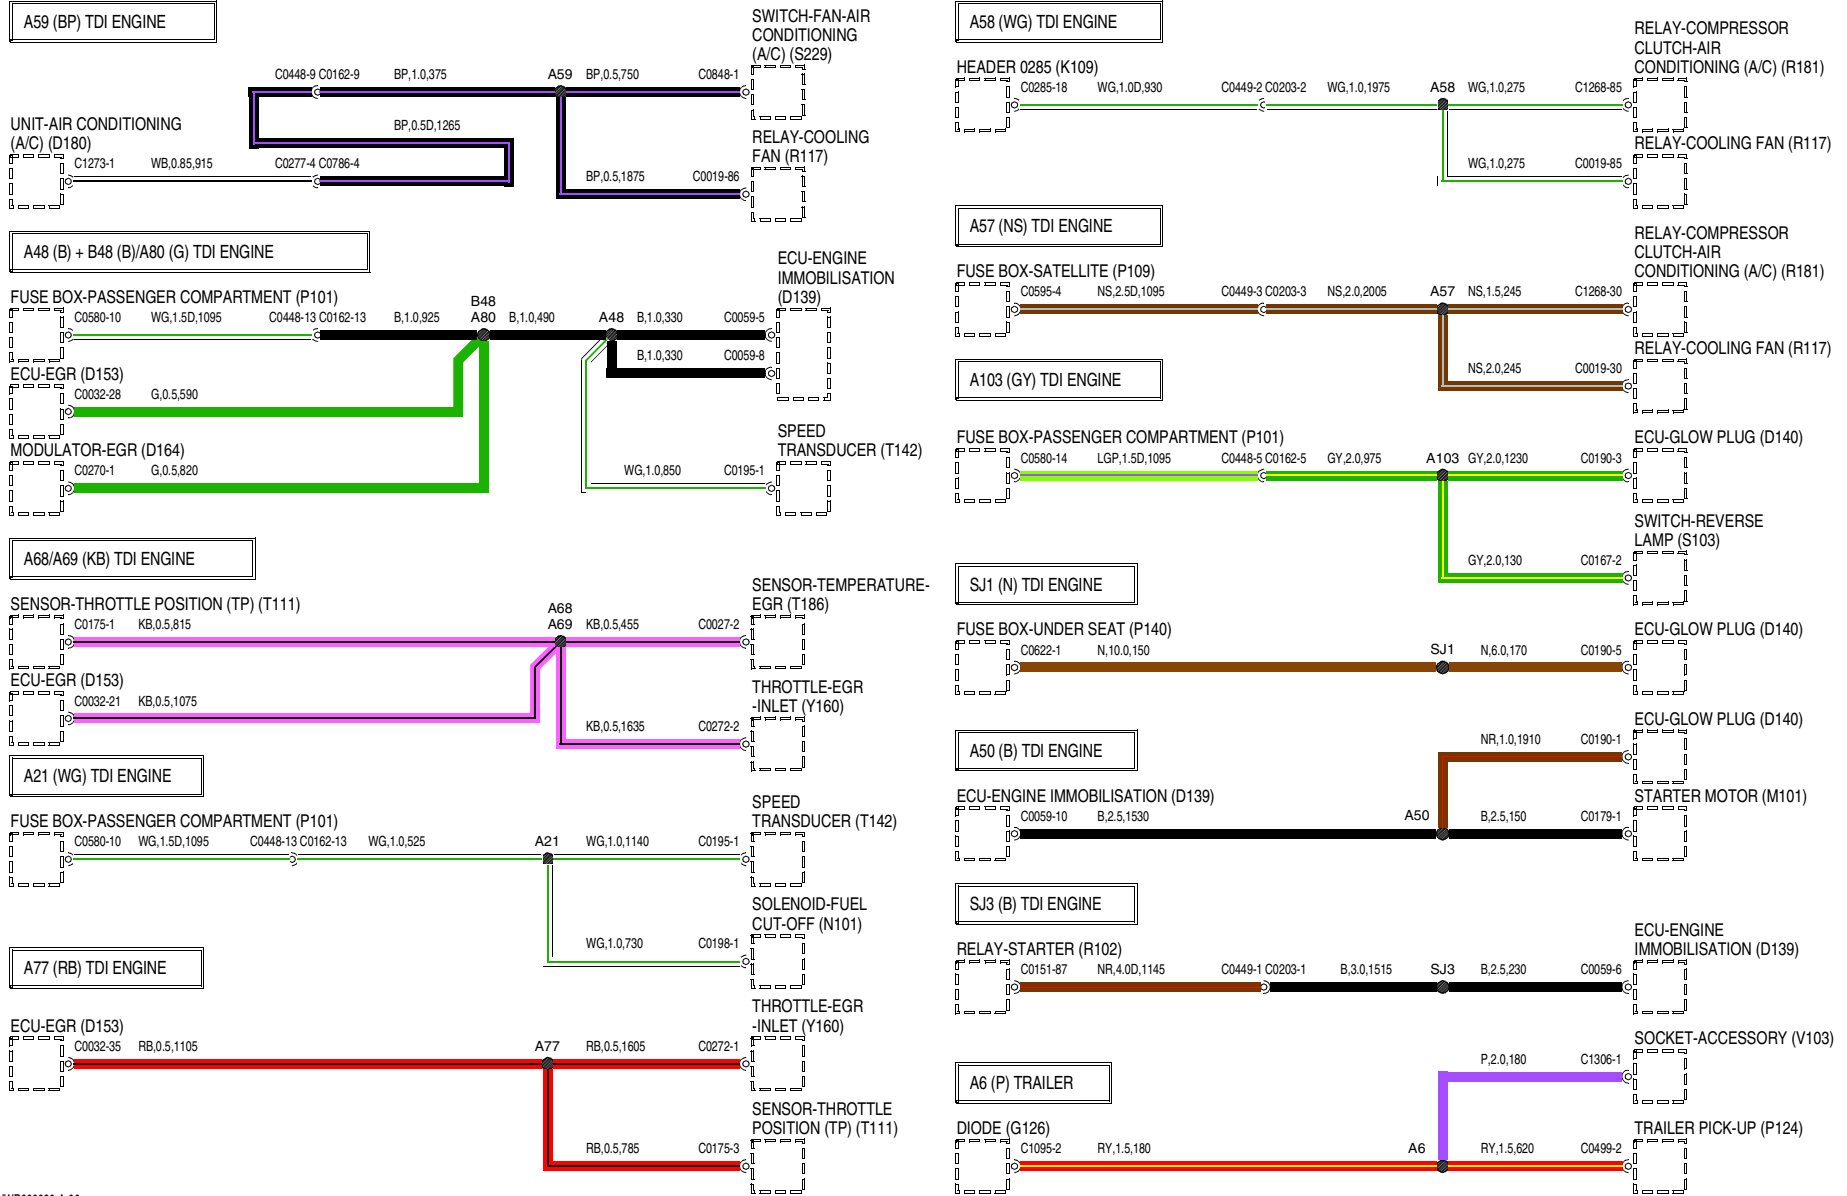 A59 (BP) TDI ENGINE
SWITCH-FAN-AIR
CONDITIONING
(A/C) (S229)
C0448-9 C0162-9 BP,1.0,375 A59 BP,0.5,750 C0848-1
UNIT-AIR CONDITIONING
(A/C) (D180)
BP,0.5D,1265
RELAY-COOLING
FAN (R117)
C1273-1 WB,0.85,915 C0277-4 C0786-4
BP,0.5,1875 C0019-86
A48 (B) + B48 (B)/A80 (G) TDI ENGINE
ECU-ENGINE
IMMOBILISATION
(D139)
FUSE BOX-PASSENGER COMPARTMENT (P101)
B48
C0580-10 WG,1.5D,1095 C0448-13 C0162-13 B,1.0,925 A80 B,1.0,490 A48 B,1.0,330 C0059-5
B,1.0,330 C0059-8
ECU-EGR (D153)
C0032-28 G,0.5,590
MODULATOR-EGR (D164)
SPEED
TRANSDUCER (T142)
C0270-1 G,0.5,820
WG,1.0,850 C0195-1
A68/A69 (KB) TDI ENGINE
SENSOR-TEMPERATURE-
EGR (T186)
SENSOR-THROTTLE POSITION (TP) (T111)
A68
C0175-1 KB,0.5,815 A69 KB,0.5,455 C0027-2
ECU-EGR (D153)
THROTTLE-EGR
-INLET (Y160)
C0032-21 KB,0.5,1075
KB,0.5,1635 C0272-2
A21 (WG) TDI ENGINE
SPEED
TRANSDUCER (T142)
FUSE BOX-PASSENGER COMPARTMENT (P101)
C0580-10 WG,1.5D,1095 C0448-13 C0162-13 WG,1.0,525 A21 WG,1.0,1140 C0195-1
SOLENOID-FUEL
CUT-OFF (N101)
WG,1.0,730 C0198-1
A77 (RB) TDI ENGINE
THROTTLE-EGR
-INLET (Y160)
ECU-EGR (D153)
C0032-35 RB,0.5,1105 A77 RB,0.5,1605 C0272-1
SENSOR-THROTTLE
POSITION (TP) (T111)
RB,0.5,785 C0175-3
A58 (WG) TDI ENGINE
RELAY-COMPRESSOR
CLUTCH-AIR
CONDITIONING (A/C) (R181)
HEADER 0285 (K109)
C0285-18 WG,1.0D,930 C0449-2 C0203-2 WG,1.0,1975 A58 WG,1.0,275 C1268-85
RELAY-COOLING FAN (R117)
WG,1.0,275 C0019-85
A57 (NS) TDI ENGINE
RELAY-COMPRESSOR
CLUTCH-AIR
CONDITIONING (A/C) (R181)
FUSE BOX-SATELLITE (P109)
C0595-4 NS,2.5D,1095 C0449-3 C0203-3 NS,2.0,2005 A57 NS,1.5,245 C1268-30
RELAY-COOLING FAN (R117)
NS,2.0,245 C0019-30
A103 (GY) TDI ENGINE
FUSE BOX-PASSENGER COMPARTMENT (P101)
ECU-GLOW PLUG (D140)
C0580-14 LGP,1.5D,1095 C0448-5 C0162-5 GY,2.0,975 A103 GY,2.0,1230 C0190-3
SWITCH-REVERSE
LAMP (S103)
GY,2.0,130 C0167-2
SJ1 (N) TDI ENGINE
FUSE BOX-UNDER SEAT (P140)
ECU-GLOW PLUG (D140)
C0622-1 N,10.0,150 SJ1 N,6.0,170 C0190-5
ECU-GLOW PLUG (D140)
A50 (B) TDI ENGINE
NR,1.0,1910 C0190-1
ECU-ENGINE IMMOBILISATION (D139)
STARTER MOTOR (M101)
C0059-10 B,2.5,1530 A50 B,2.5,150 C0179-1
SJ3 (B) TDI ENGINE
ECU-ENGINE
IMMOBILISATION (D139)
RELAY-STARTER (R102)
C0151-87 NR,4.0D,1145 C0449-1 C0203-1 B,3.0,1515 SJ3 B,2.5,230 C0059-6
SOCKET-ACCESSORY (V103)
P,2.0,180 C1306-1
A6 (P) TRAILER
DIODE (G126)
TRAILER PICK-UP (P124)
C1095-2 RY,1.5,180 A6 RY,1.5,620 C0499-2